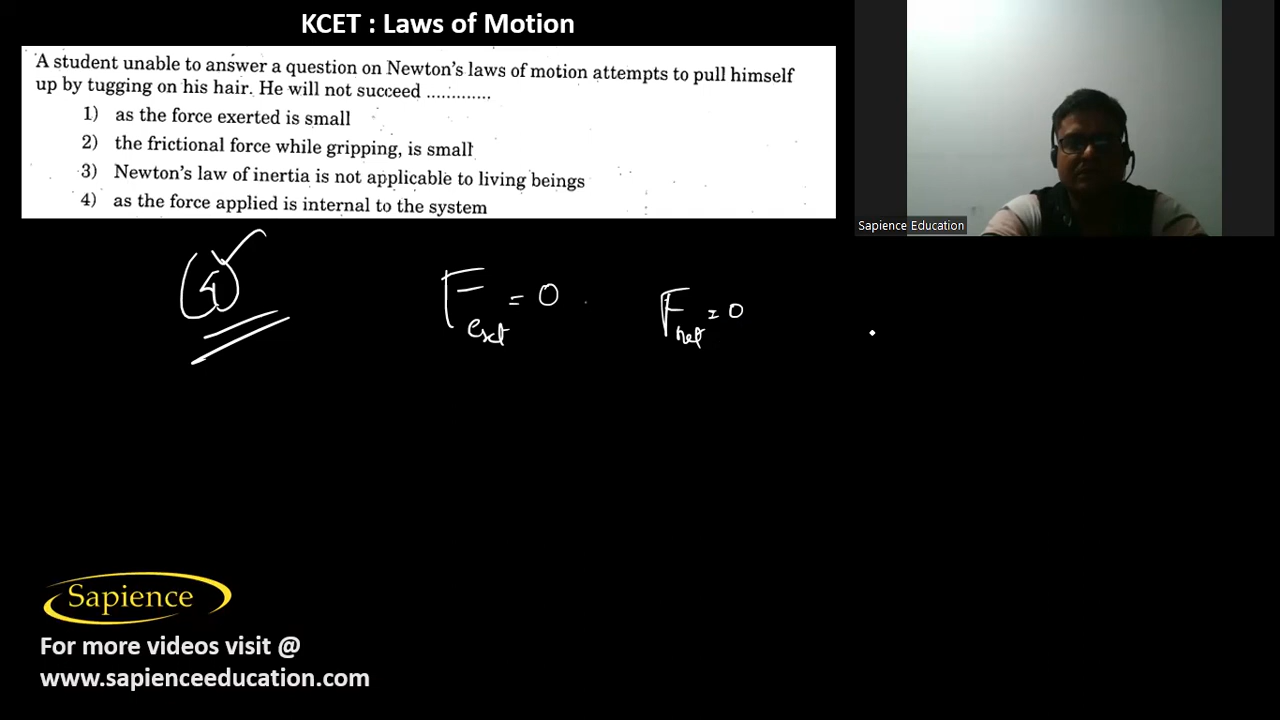 KCET : Laws of Motion
A student unable to answer a question on Newton's laws of motion attempts to pull himself
up by tugging on his hair. He will not succeed .............
1) as the force exerted is small
2) the frictional force while gripping, is small
3) Newton's law of inertia is not applicable to living beings
4) as the force applied is internal to the system
Sapience Education
(4)
F ext = 0
F net = 0
Sapience
For more videos visit @
www.sapienceeducation.com